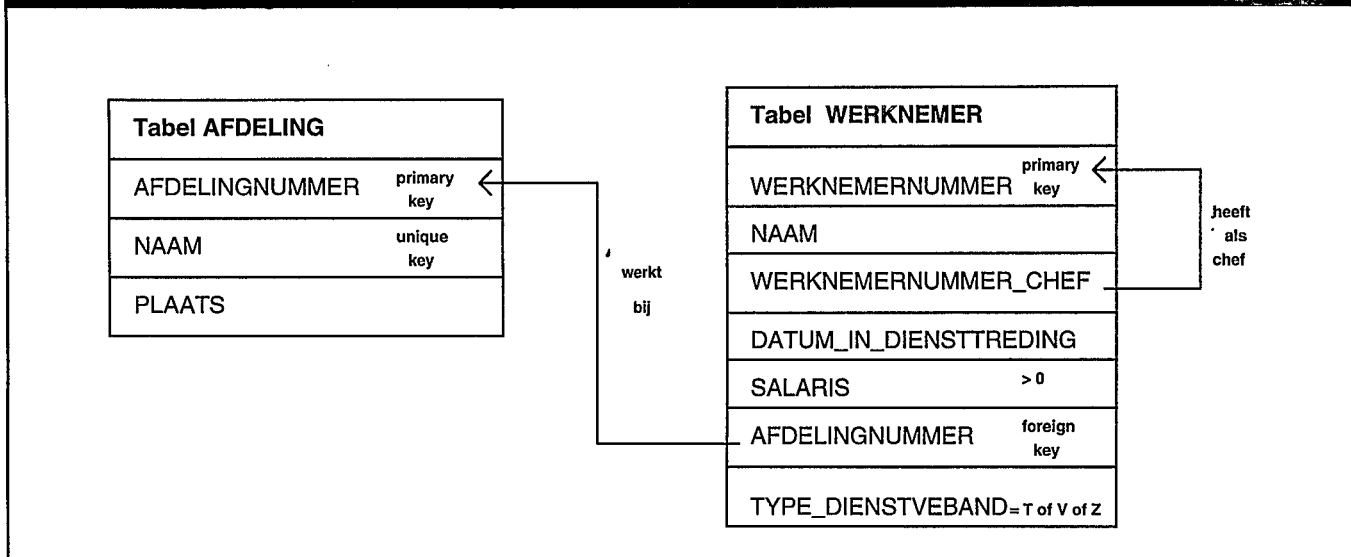 Tabel AFDELING
AFDELINGNUMMER primary key
NAAM unique key
PLAATS
werkt
bij
Tabel WERKNEMER
WERKNEMERNUMMER primary key
NAAM
WERKNEMERNUMMER_CHEF
DATUM_IN_DIENSTTREDING
SALARIS > 0
AFDELINGNUMMER foreign key
TYPE_DIENSTVEBAND = T of V of Z
heeft
als
chef